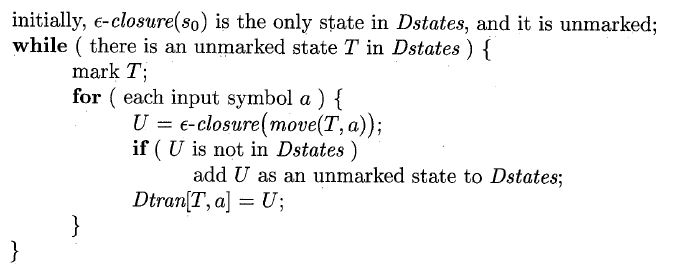 initially, ϵ-closure(s₀) is the only state in Dstates, and it is unmarked;
while ( there is an unmarked state T in Dstates ) {
mark T;
for ( each input symbol a ) {
U = ϵ-closure(move(T, a));
if ( U is not in Dstates )
add U as an unmarked state to Dstates;
Dtran[T, a] = U;
}
}